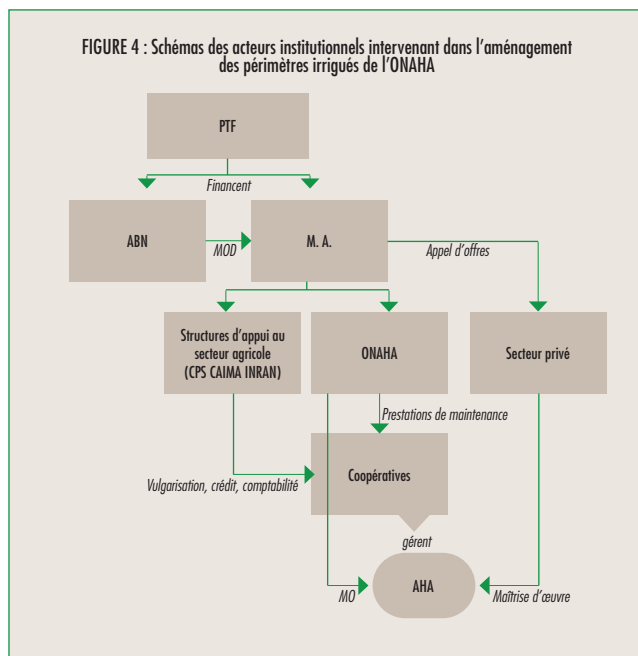 FIGURE 4 : Schémas des acteurs institutionnels intervenant dans l'aménagement
des périmètres irrigués de l'ONAHA
PTF
Financent
ABN
MOD
M. A.
Appel d'offres
Structures d'appui au
secteur agricole
(CPS CAIMA INRAN)
ONAHA
Secteur privé
Prestations de maintenance
Coopératives
Vulgarisation, crédit, comptabilité
gérent
AHA
MO
Maîtrise d'œuvre